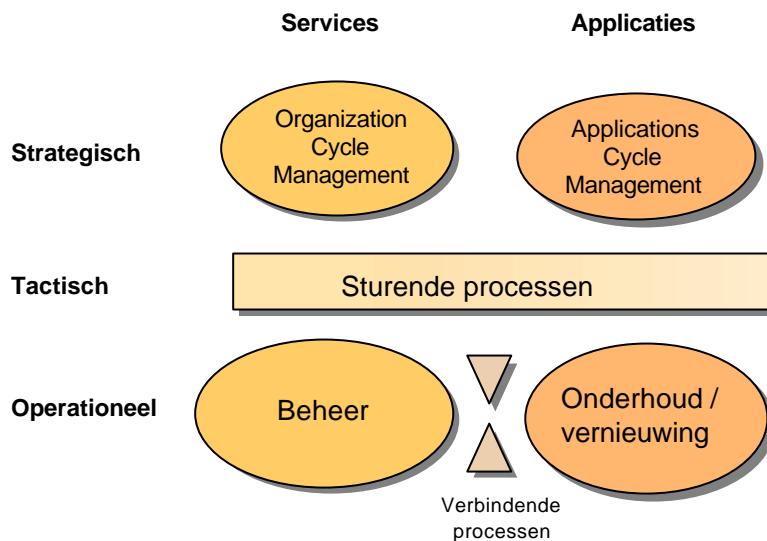 Services
Applicaties
Strategisch
Organization
Cycle
Management
Applications
Cycle
Management
Tactisch
Sturende processen
Operationeel
Beheer
Onderhoud /
vernieuwing
Verbindende
processen